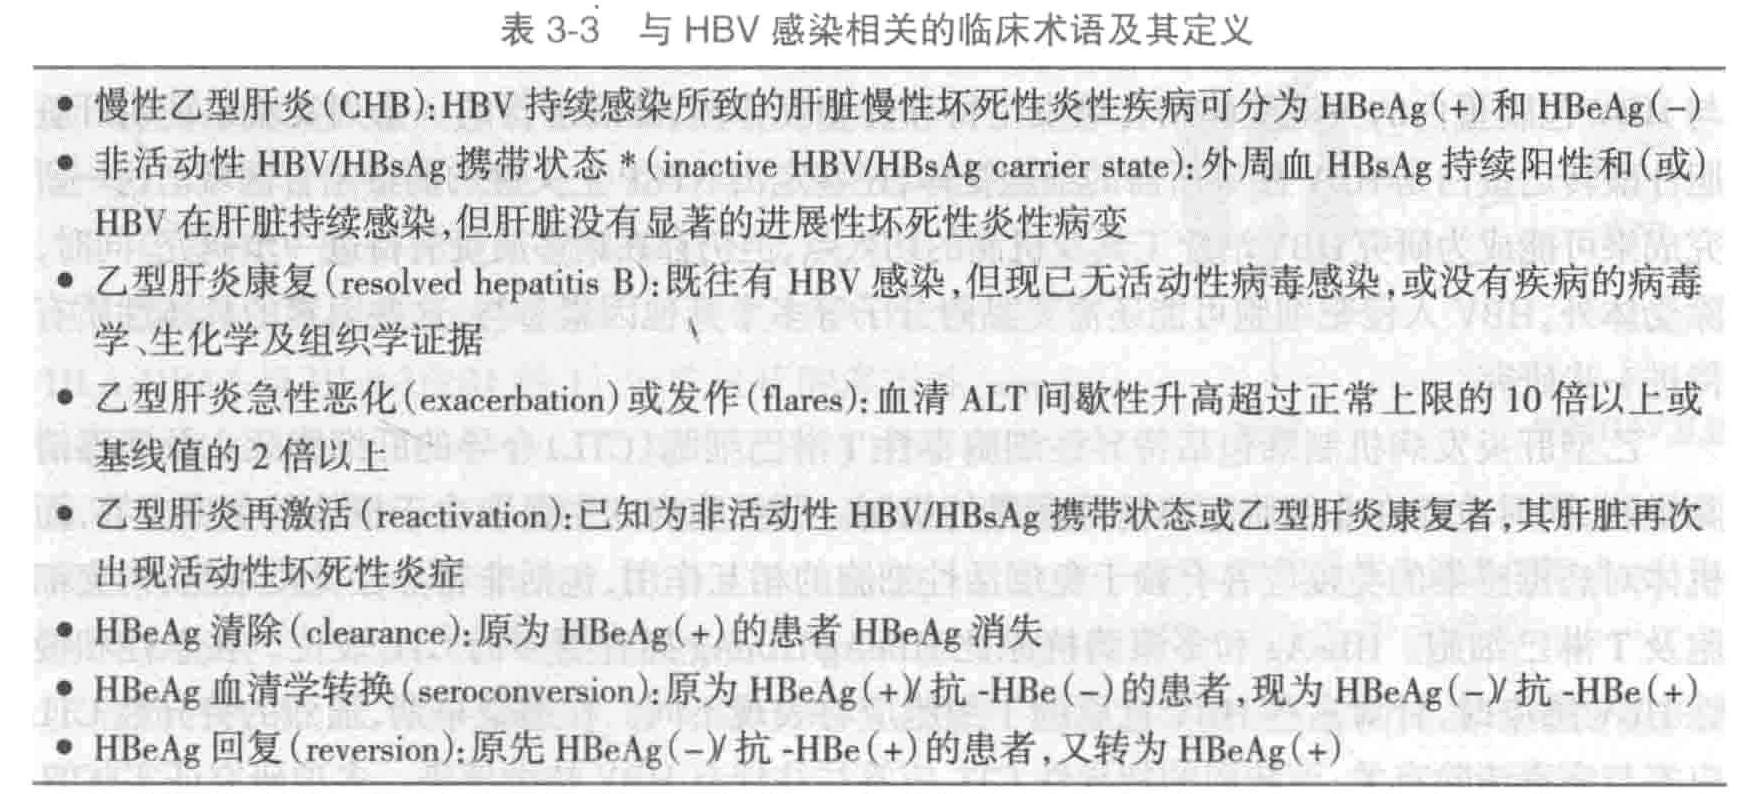 表 3-3 与 HBV 感染相关的临床术语及其定义
• 慢性乙型肝炎(CHB):HBV 持续感染所致的肝脏慢性坏死性炎性疾病可分为 HBeAg(+)和 HBeAg(-)
• 非活动性 HBV/HBsAg 携带状态 *(inactive HBV/HBsAg carrier state):外周血 HBsAg 持续阳性和(或)
HBV 在肝脏持续感染,但肝脏没有显著的进展性坏死性炎性病变
• 乙型肝炎康复(resolved hepatitis B):既往有 HBV 感染,但现已无活动性病毒感染,或没有疾病的病毒
学、生化学及组织学证据
• 乙型肝炎急性恶化(exacerbation)或发作(flares):血清 ALT 间歇性升高超过正常上限的 10 倍以上或
基线值的 2 倍以上
• 乙型肝炎再激活(reactivation):已知为非活动性 HBV/HBsAg 携带状态或乙型肝炎康复者,其肝脏再次
出现活动性坏死性炎症
• HBeAg 清除(clearance):原为 HBeAg(+)的患者 HBeAg 消失
• HBeAg 血清学转换(seroconversion):原为 HBeAg(+)/ 抗 -HBe(-)的患者,现为 HBeAg(-)/ 抗 -HBe(+)
• HBeAg 回复(reversion):原先 HBeAg(-)/ 抗 -HBe(+)的患者,又转为 HBeAg(+)